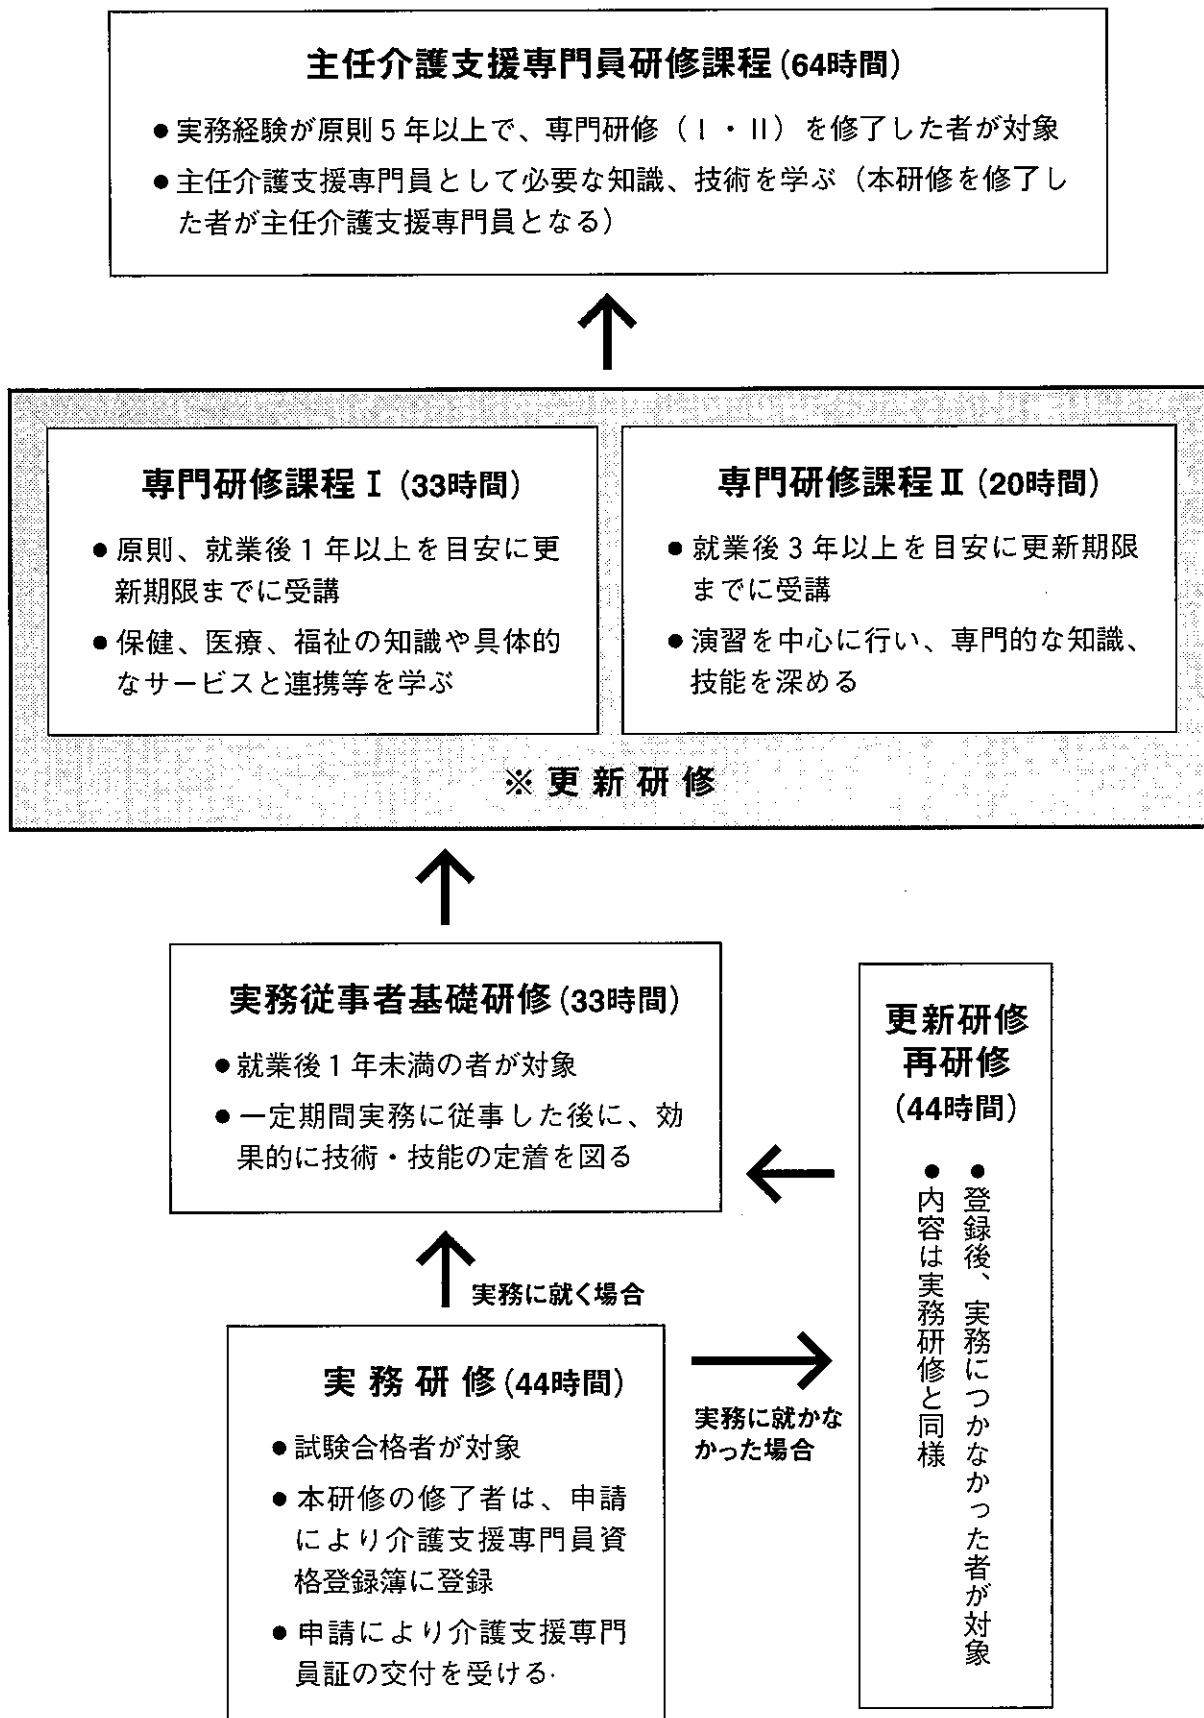 主任介護支援専門員研修課程(64時間)
●実務経験が原則5年以上で、専門研修(Ⅰ・Ⅱ)を修了した者が対象
●主任介護支援専門員として必要な知識、技術を学ぶ(本研修を修了し
た者が主任介護支援専門員となる)
専門研修課程Ⅰ(33時間)
●原則、就業後1年以上を目安に更
新期限までに受講
●保健、医療、福祉の知識や具体的
なサービスと連携等を学ぶ
専門研修課程Ⅱ(20時間)
●就業後3年以上を目安に更新期限
までに受講
●演習を中心に行い、専門的な知識、
技能を深める
※更新研修
実務従事者基礎研修(33時間)
●就業後1年未満の者が対象
●一定期間実務に従事した後に、効
果的に技術・技能の定着を図る
更新研修
再研修
(44時間)
●登録後、実務につかなかった者が対象
●内容は実務研修と同様
実務に就く場合
実務研修(44時間)
●試験合格者が対象
●本研修の修了者は、申請
により介護支援専門員資
格登録簿に登録
●申請により介護支援専門
員証の交付を受ける
実務に就かな
かった場合